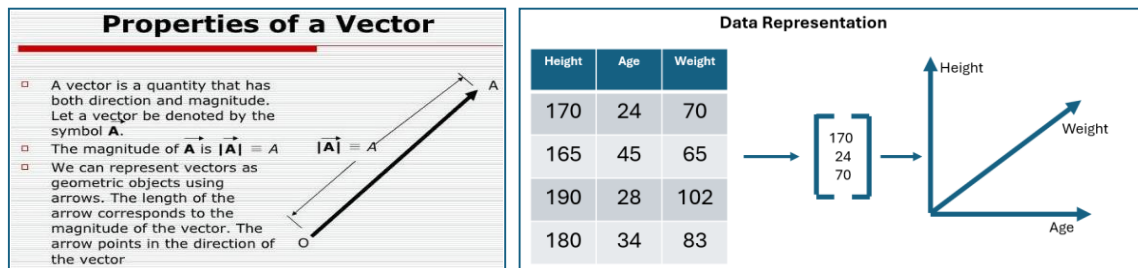 Properties of a Vector
A vector is a quantity that has
both direction and magnitude.
Let a vector be denoted by the
symbol A.
The magnitude of A is |A| ≡ A
We can represent vectors as
geometric objects using
arrows. The length of the
arrow corresponds to the
magnitude of the vector. The
arrow points in the direction of
the vector
|A| ≡ A
A
O
Data Representation
Height Age Weight
170 24 70
165 45 65
190 28 102
180 34 83
170
24
70
Height
Weight
Age